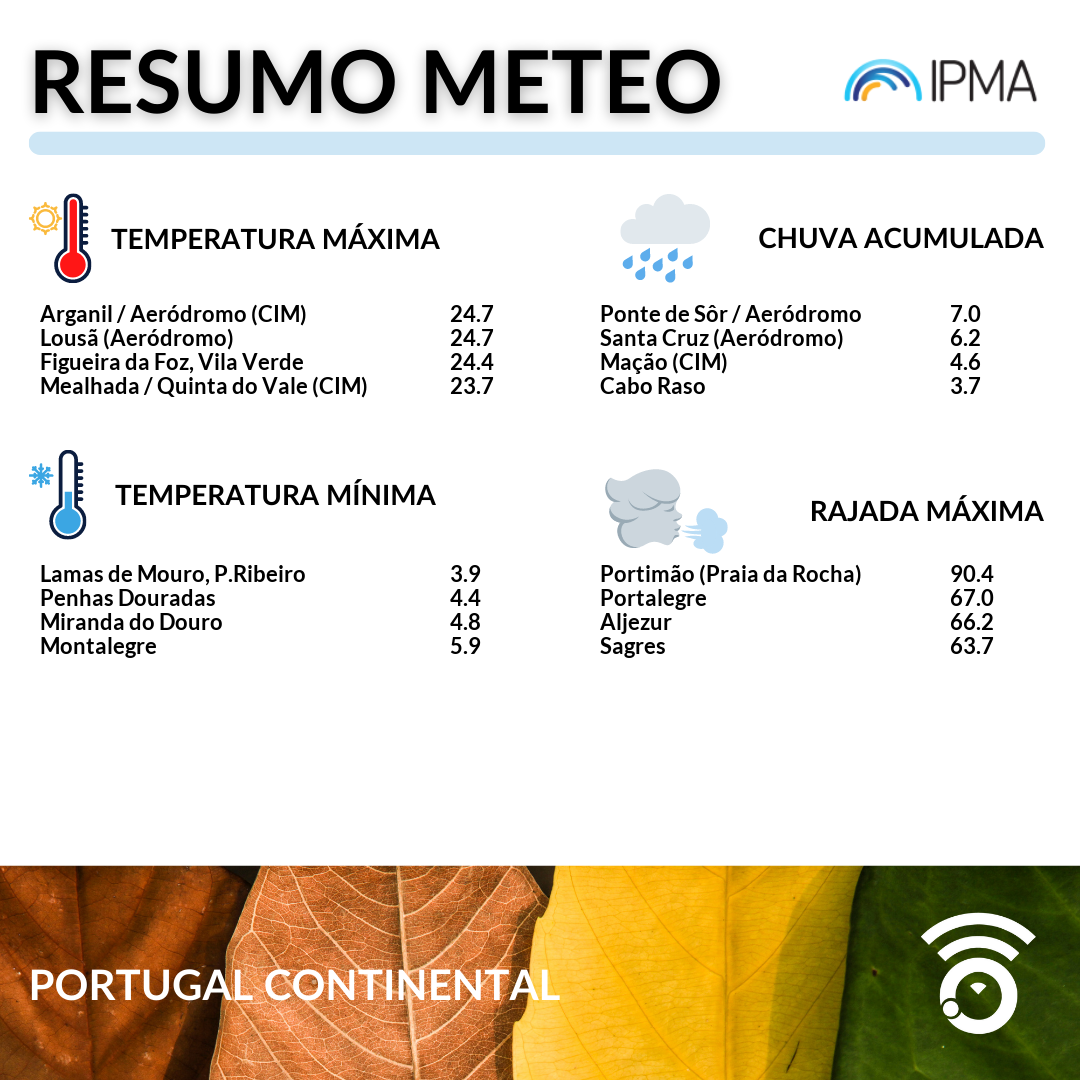 RESUMO METEO
IPMA
TEMPERATURA MÁXIMA
Arganil / Aeródromo (CIM) 24.7
Lousã (Aeródromo) 24.7
Figueira da Foz, Vila Verde 24.4
Mealhada / Quinta do Vale (CIM) 23.7
CHUVA ACUMULADA
Ponte de Sôr / Aeródromo 7.0
Santa Cruz (Aeródromo) 6.2
Mação (CIM) 4.6
Cabo Raso 3.7
TEMPERATURA MÍNIMA
Lamas de Mouro, P.Ribeiro 3.9
Penhas Douradas 4.4
Miranda do Douro 4.8
Montalegre 5.9
RAJADA MÁXIMA
Portimão (Praia da Rocha) 90.4
Portalegre 67.0
Aljezur 66.2
Sagres 63.7
PORTUGAL CONTINENTAL